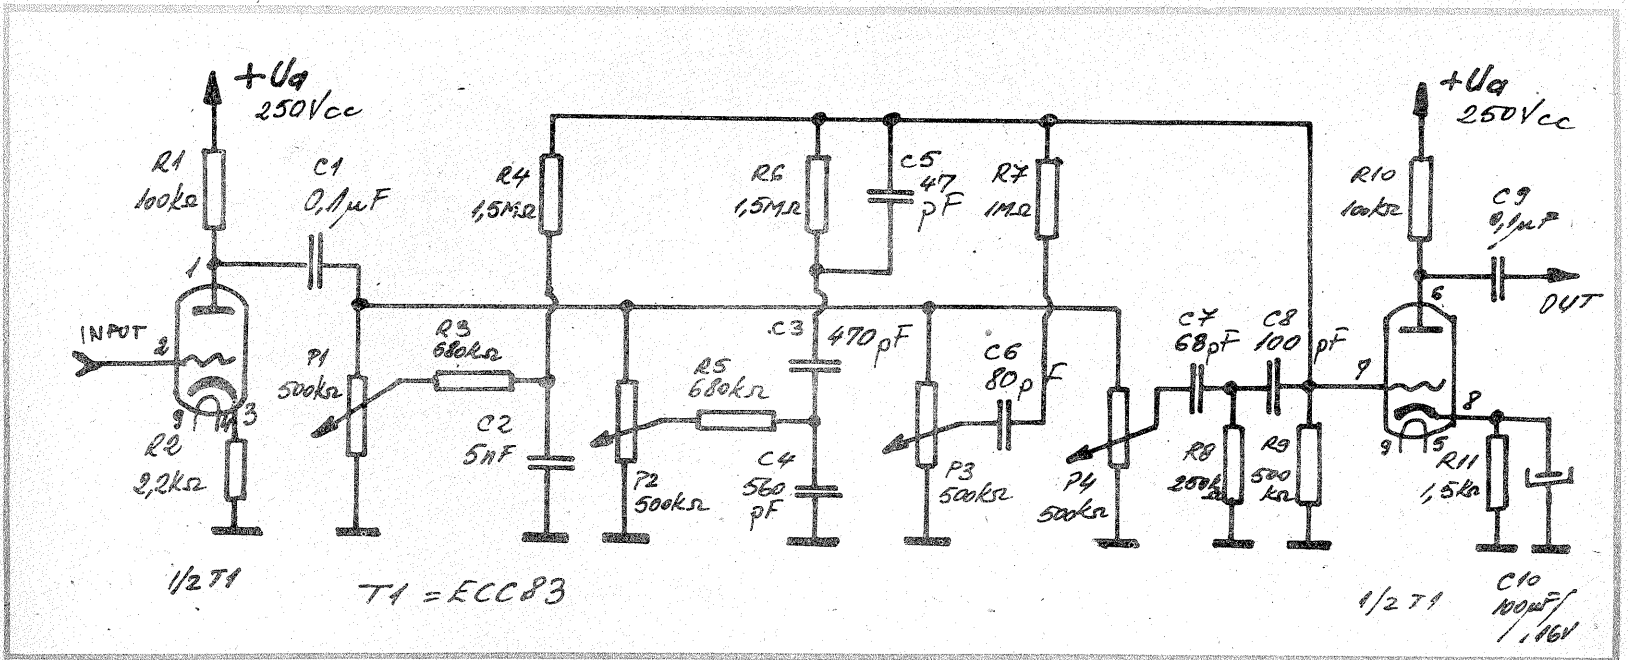 +Ua
250Vcc
R1
100kΩ
C1
0,1µF
R4
1,5MΩ
R6
1,5MΩ
C5
47
pF
R7
1MΩ
+Ua
250Vcc
R10
100kΩ
C9
0,1µF
1
INPUT
2
9
4
3
P1
500kΩ
R2
2,2kΩ
R3
680kΩ
C2
5nF
P2
500kΩ
R5
680kΩ
C3
470pF
C4
560
pF
C6
80pF
P3
500kΩ
P4
500kΩ
C7
68pF
C8
100 pF
R8
250kΩ
R9
500
kΩ
7
6
OUT
8
9
5
R11
1,5kΩ
1/2 T1
T1 = ECC83
1/2 T1
C10
100µF/
16V